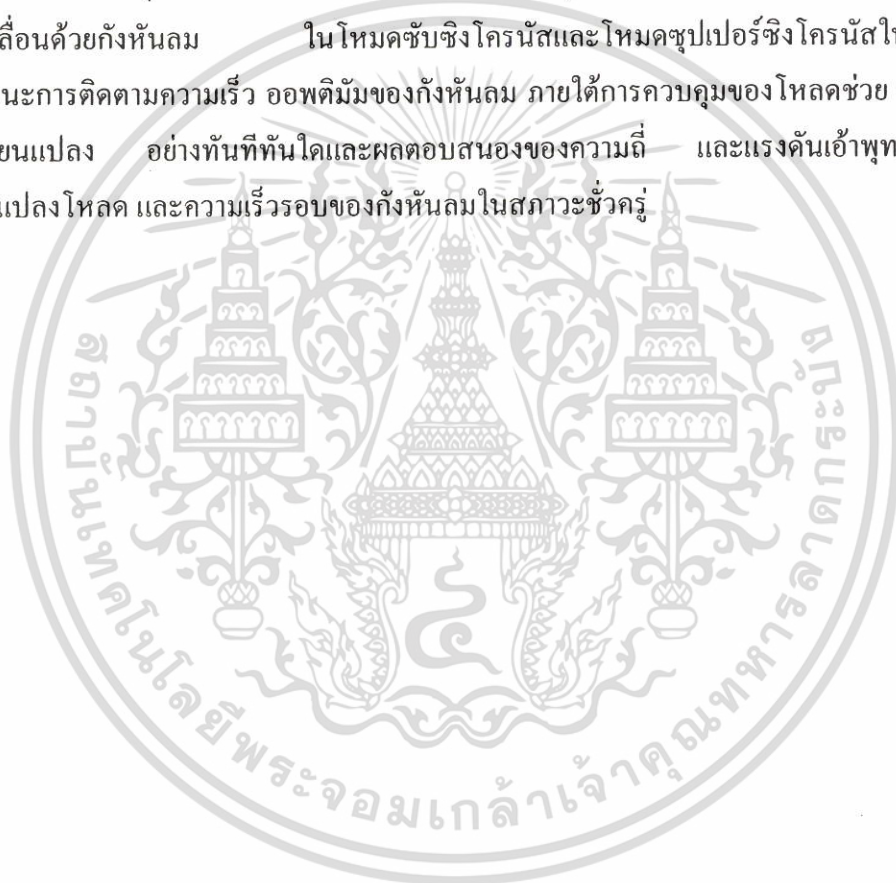 ลื่อนด้วยกังหันลม ในโหมดซับซิงโครนัสและโหมดซุปเปอร์ซิงโครนัสใ
นะการติดตามความเร็ว ออพติมัมของกังหันลม ภายใต้การควบคุมของโหลดช่วย
ยนแปลง อย่างทันทีทันใดและผลตอบสนองของความถี่ และแรงดันเอ้าพุท
แปลงโหลด และความเร็วรอบของกังหันลมในสภาวะชั่วครู่
สถาบันเทคโนโลยีพระจอมเกล้าเจ้าคุณทหารลาดกระบัง